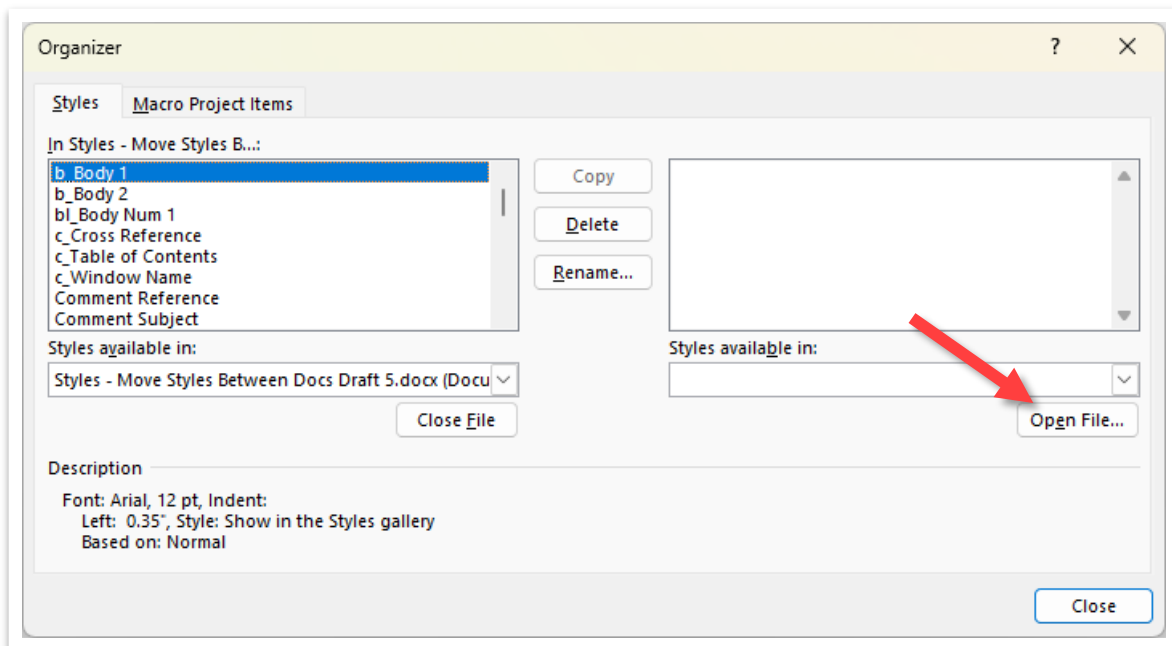 Organizer
?
Styles
Macro Project Items
In Styles - Move Styles B...:
b_Body 1
b_Body 2
bl_Body Num 1
c_Cross Reference
c_Table of Contents
c_Window Name
Comment Reference
Comment Subject
Copy
Delete
Rename...
Styles available in:
Styles - Move Styles Between Docs Draft 5.docx (Docu
Close File
Styles available in:
Open File...
Description
Font: Arial, 12 pt, Indent:
Left: 0.35", Style: Show in the Styles gallery
Based on: Normal
Close